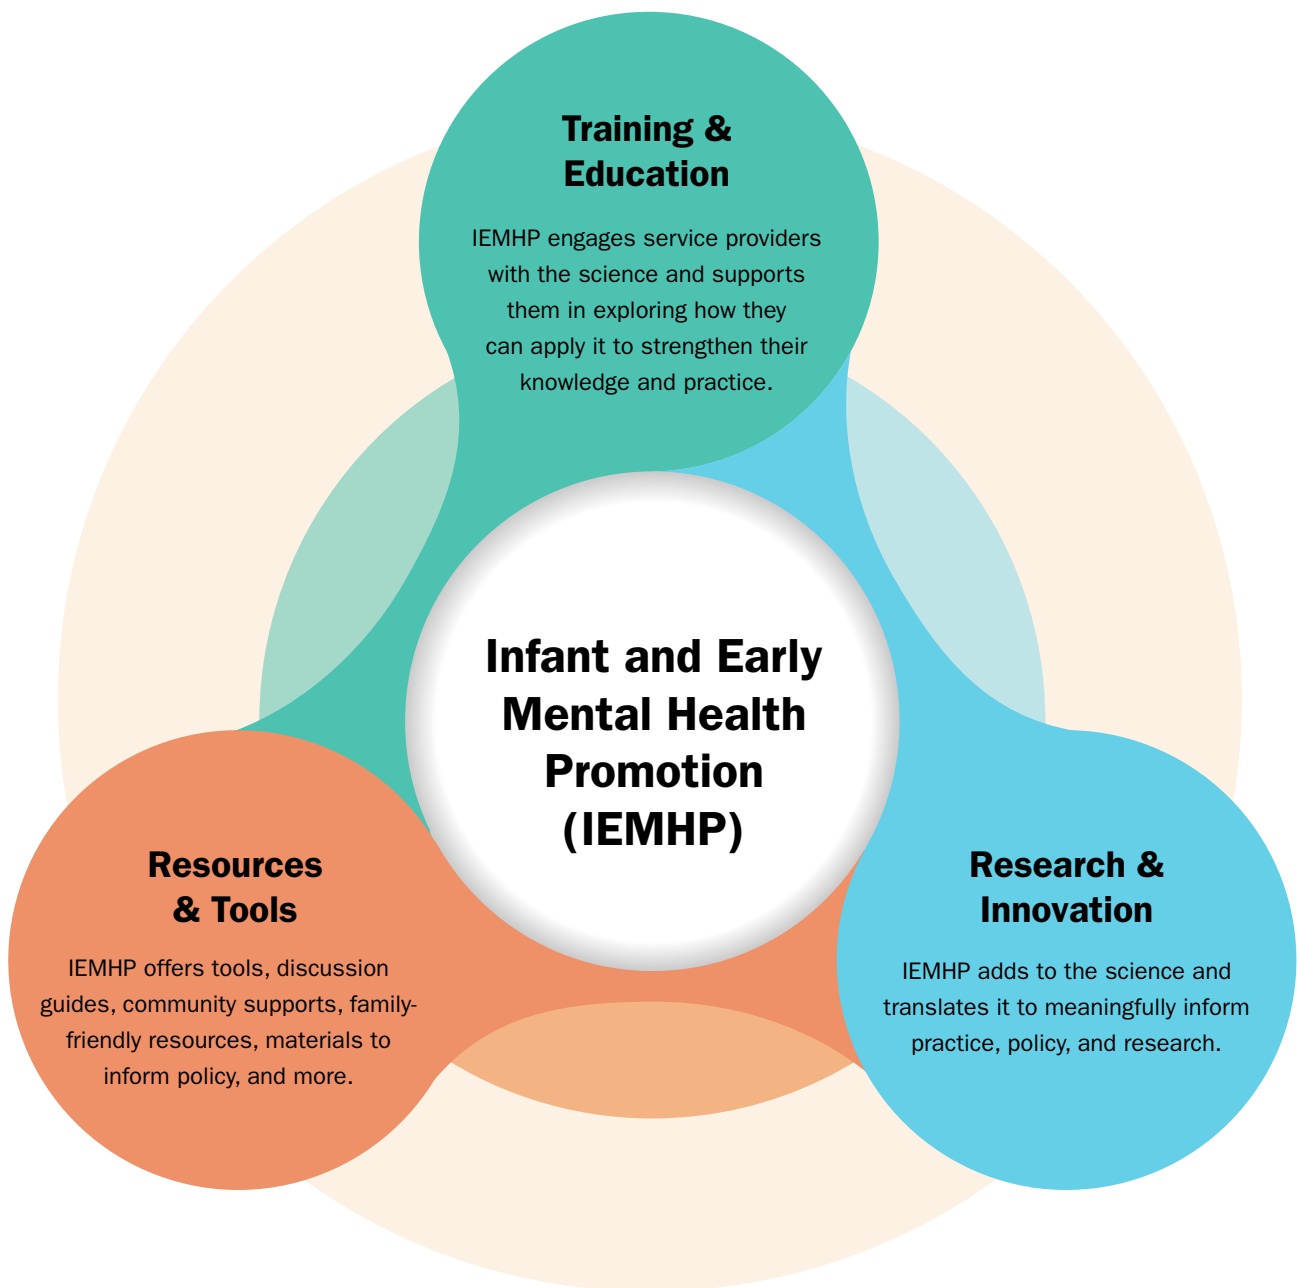 Training &
Education
IEMHP engages service providers
with the science and supports
them in exploring how they
can apply it to strengthen their
knowledge and practice.
Infant and Early
Mental Health
Promotion
(IEMHP)
Resources
& Tools
IEMHP offers tools, discussion
guides, community supports, family-
friendly resources, materials to
inform policy, and more.
Research &
Innovation
IEMHP adds to the science and
translates it to meaningfully inform
practice, policy, and research.